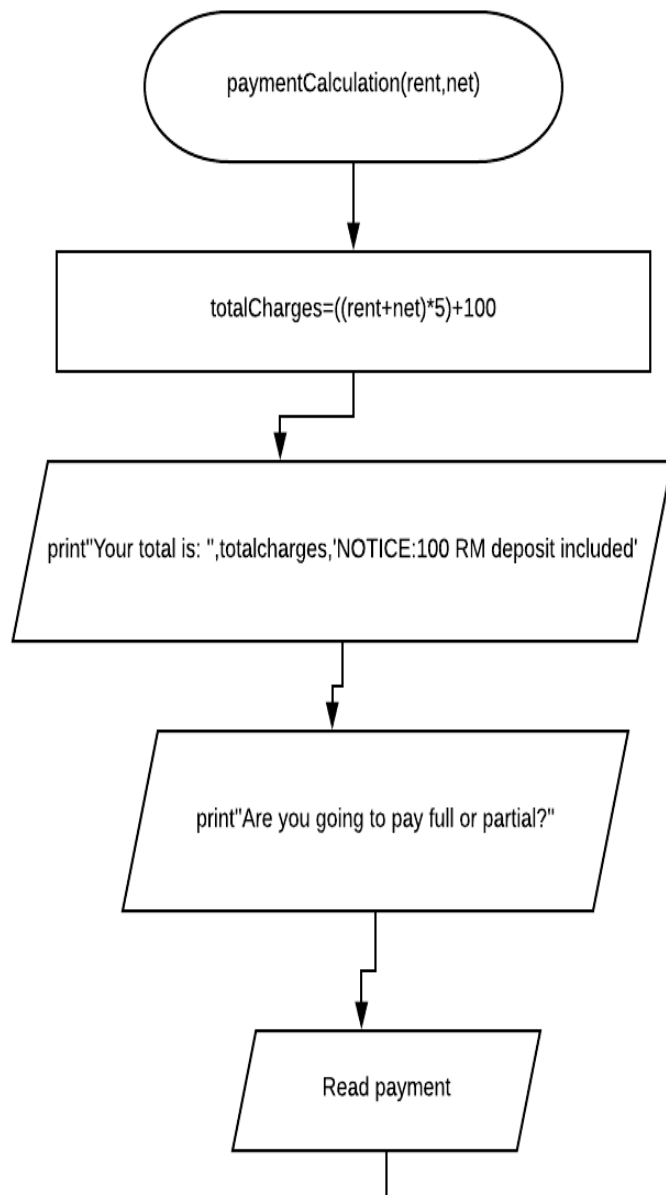 paymentCalculation(rent,net)
totalCharges=((rent+net)*5)+100
print"Your total is: ",totalcharges,'NOTICE:100 RM deposit included'
print"Are you going to pay full or partial?"
Read payment